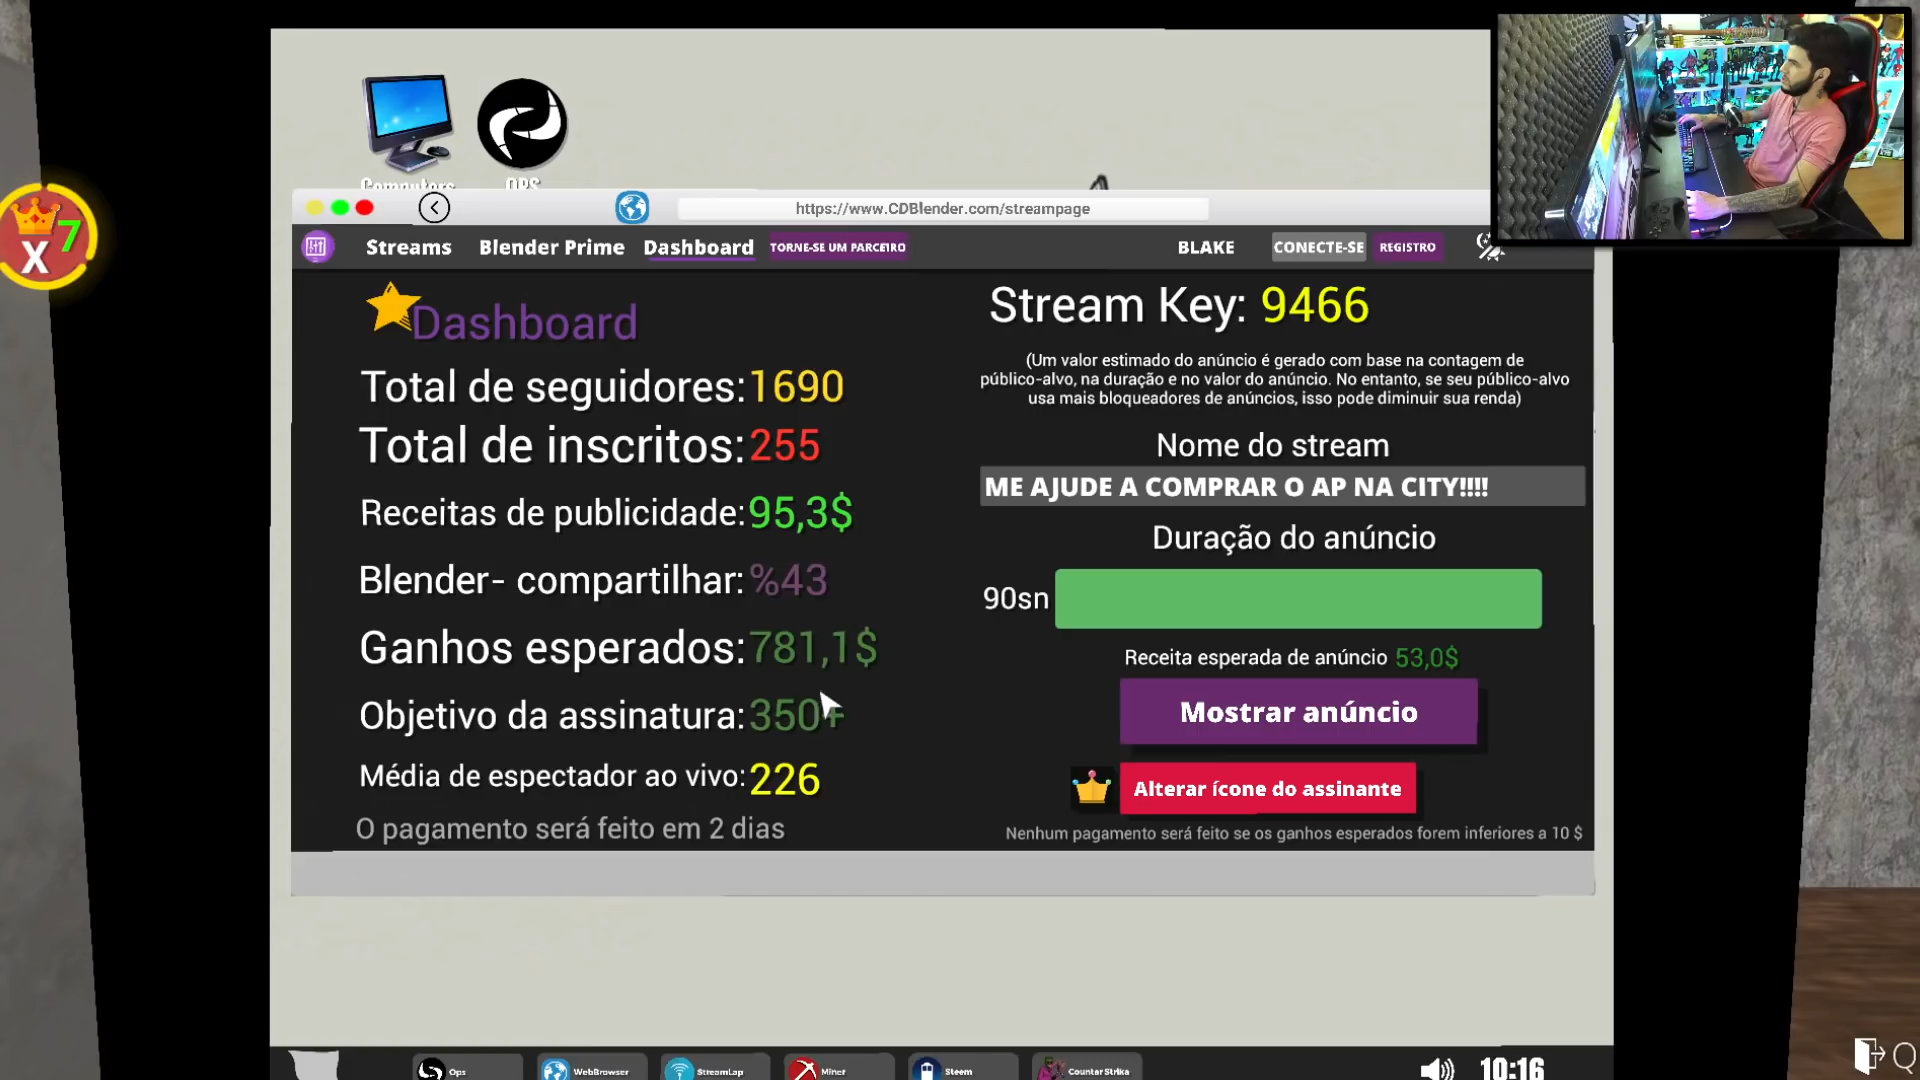 https://www.CDBlender.com/streampage
Streams Blender Prime Dashboard TORNE-SE UM PARCEIRO BLAKE CONECTE-SE REGISTRO
X 7
Dashboard
Total de seguidores:1690
Total de inscritos:255
Receitas de publicidade:95,3$
Blender- compartilhar:%43
Ganhos esperados:781,1$
Objetivo da assinatura:350+
Média de espectador ao vivo:226
O pagamento será feito em 2 dias
Stream Key: 9466
(Um valor estimado do anúncio é gerado com base na contagem de
público-alvo, na duração e no valor do anúncio. No entanto, se seu público-alvo
usa mais bloqueadores de anúncios, isso pode diminuir sua renda)
Nome do stream
ME AJUDE A COMPRAR O AP NA CITY!!!!
Duração do anúncio
90sn
Receita esperada de anúncio 53,0$
Mostrar anúncio
Alterar ícone do assinante
Nenhum pagamento será feito se os ganhos esperados forem inferiores a 10 $
Ops WebBrowser StreamLap Miner Steem Countar Strika 10:16
Q